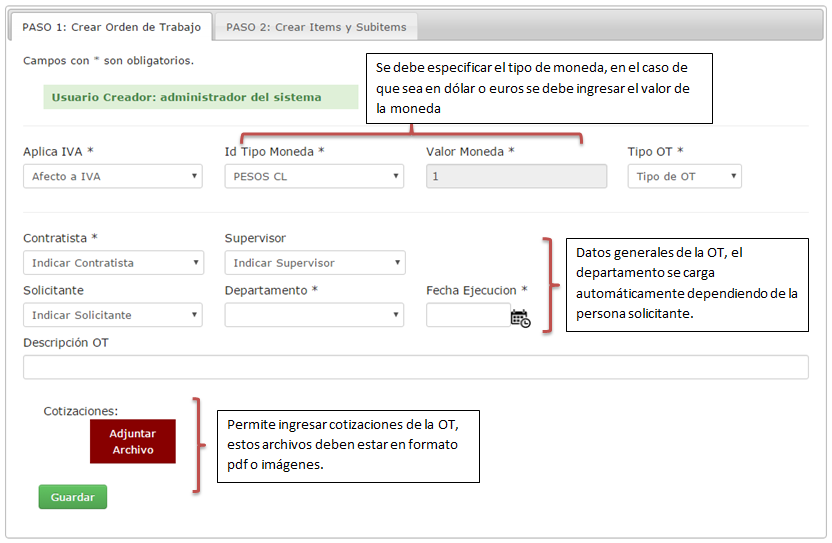 PASO 1: Crear Orden de Trabajo
PASO 2: Crear Items y Subitems
Campos con * son obligatorios.
Se debe especificar el tipo de moneda, en el caso de
que sea en dólar o euros se debe ingresar el valor de
la moneda
Usuario Creador: administrador del sistema
Aplica IVA *
Id Tipo Moneda *
Valor Moneda *
Tipo OT *
Afecto a IVA
PESOS CL
1
Tipo de OT
Contratista *
Supervisor
Indicar Contratista
Indicar Supervisor
Solicitante
Departamento *
Fecha Ejecucion *
Indicar Solicitante
Datos generales de la OT, el
departamento se carga
automáticamente dependiendo de la
persona solicitante.
Descripción OT
Cotizaciones:
Adjuntar
Archivo
Permite ingresar cotizaciones de la OT,
estos archivos deben estar en formato
pdf o imágenes.
Guardar